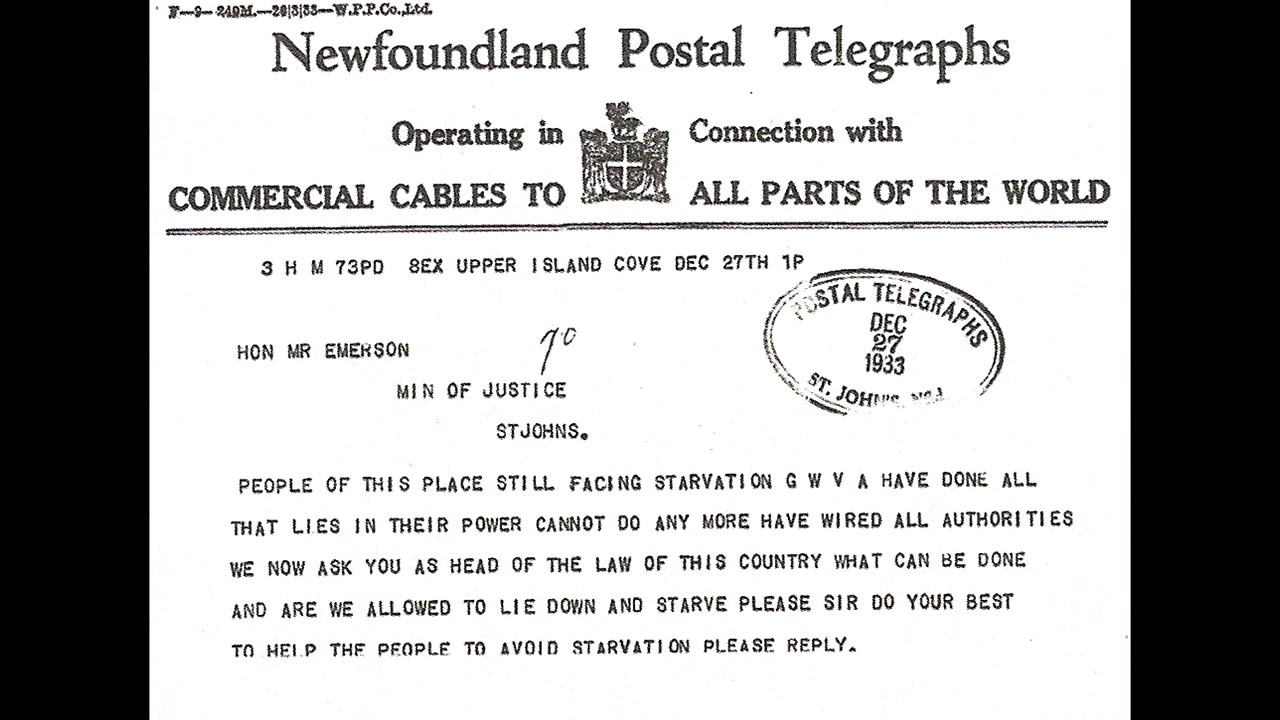 F—9—249M.—26|3|33—W.P.P.Co.,Ltd.
Newfoundland Postal Telegraphs
Operating in Connection with
COMMERCIAL CABLES TO ALL PARTS OF THE WORLD
3 H M 73PD 8EX UPPER ISLAND COVE DEC 27TH 1P
POSTAL TELEGRAPHS
DEC
27
1933
ST. JOHN'S,
HON MR EMERSON
70
MIN OF JUSTICE
STJOHNS.
PEOPLE OF THIS PLACE STILL FACING STARVATION G W V A HAVE DONE ALL
THAT LIES IN THEIR POWER CANNOT DO ANY MORE HAVE WIRED ALL AUTHORITIES
WE NOW ASK YOU AS HEAD OF THE LAW OF THIS COUNTRY WHAT CAN BE DONE
AND ARE WE ALLOWED TO LIE DOWN AND STARVE PLEASE SIR DO YOUR BEST
TO HELP THE PEOPLE TO AVOID STARVATION PLEASE REPLY.